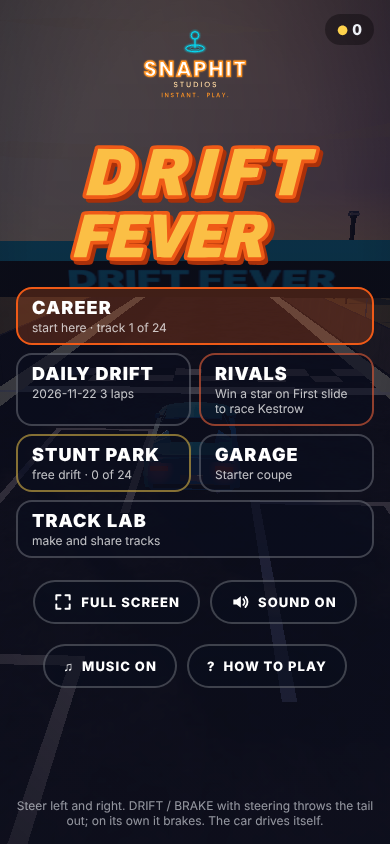 0
SNAPHIT
STUDIOS
INSTANT. PLAY.
DRIFT
FEVER
DRIFT FEVER
CAREER
start here · track 1 of 24
DAILY DRIFT
2026-11-22 3 laps
RIVALS
Win a star on First slide
to race Kestrow
STUNT PARK
free drift · 0 of 24
GARAGE
Starter coupe
TRACK LAB
make and share tracks
FULL SCREEN
SOUND ON
♫ MUSIC ON
? HOW TO PLAY
Steer left and right. DRIFT / BRAKE with steering throws the tail
out; on its own it brakes. The car drives itself.